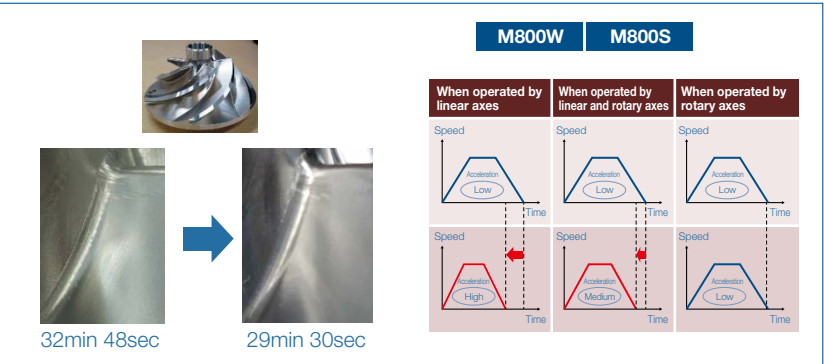 M800W
M800S
When operated by
linear axes
When operated by
linear and rotary axes
When operated by
rotary axes
Speed
Acceleration
Low
Time
Speed
Acceleration
Low
Time
Speed
Acceleration
Low
Time
Speed
Acceleration
High
Time
Speed
Acceleration
Medium
Time
Speed
Acceleration
Low
Time
32min 48sec
29min 30sec